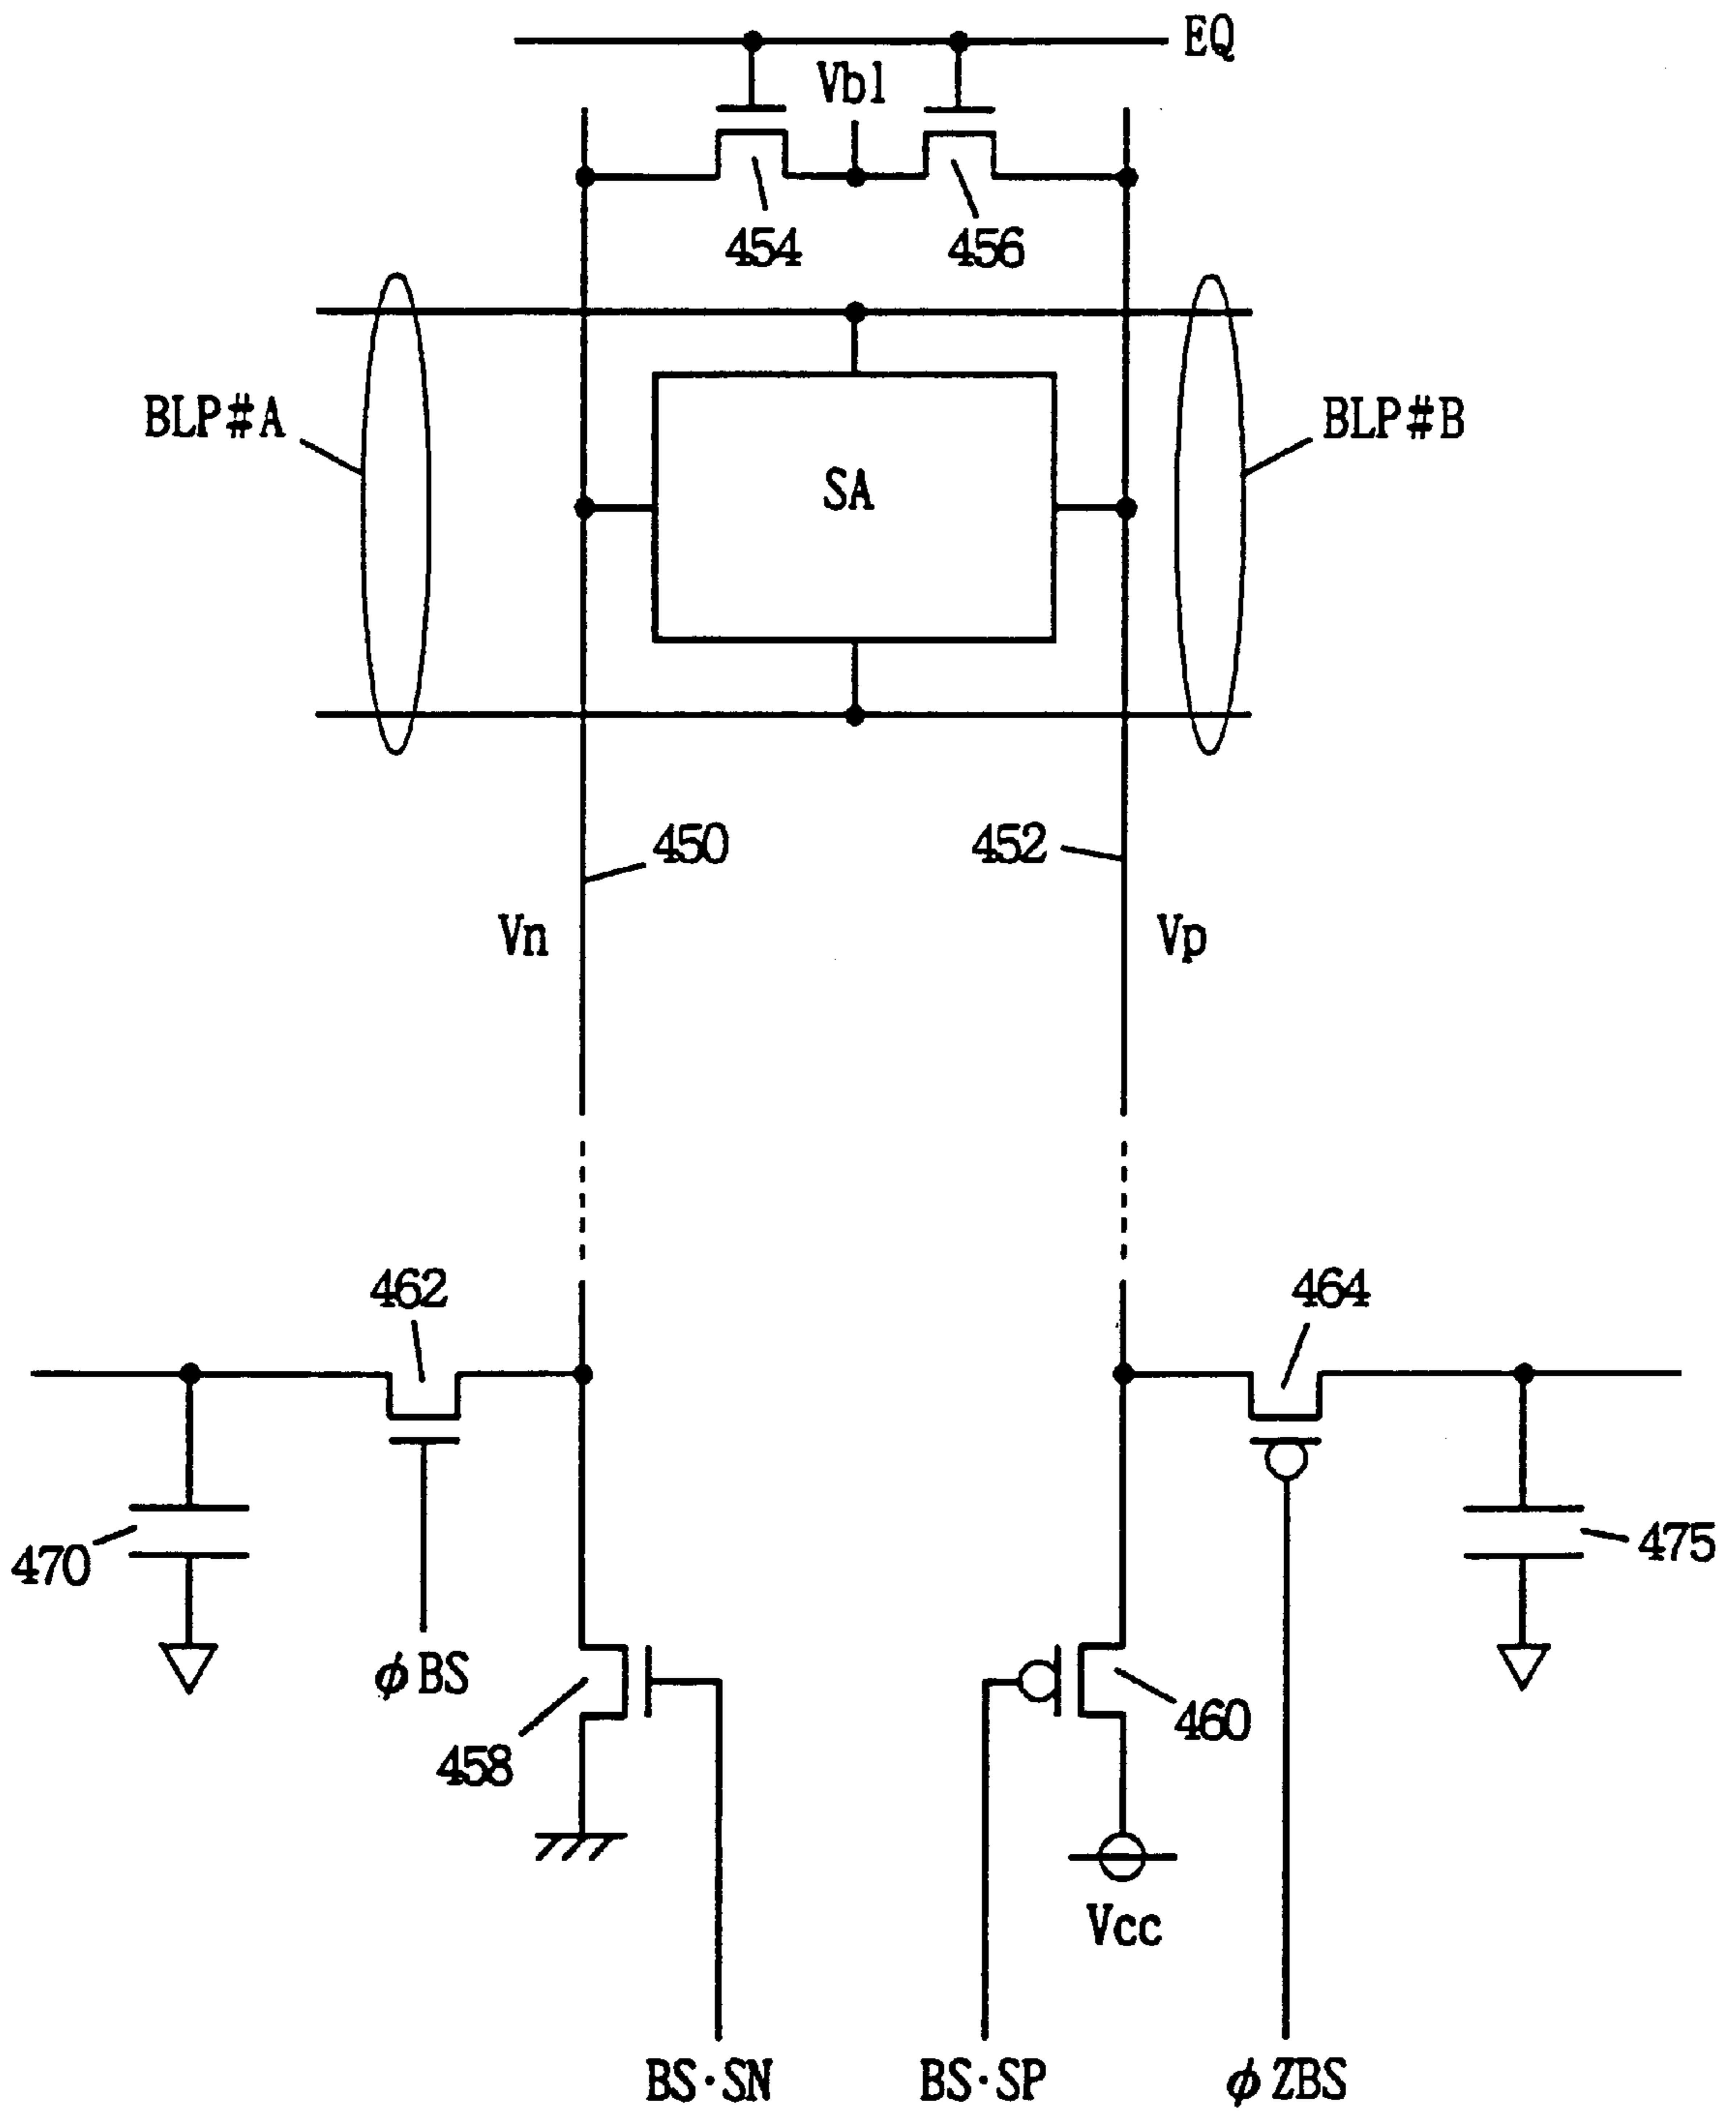 EQ
Vbl
454
456
BLP#A
BLP#B
SA
450
452
Vn
Vp
462
464
470
475
φBS
458
460
Vcc
BS·SN
BS·SP
φZBS